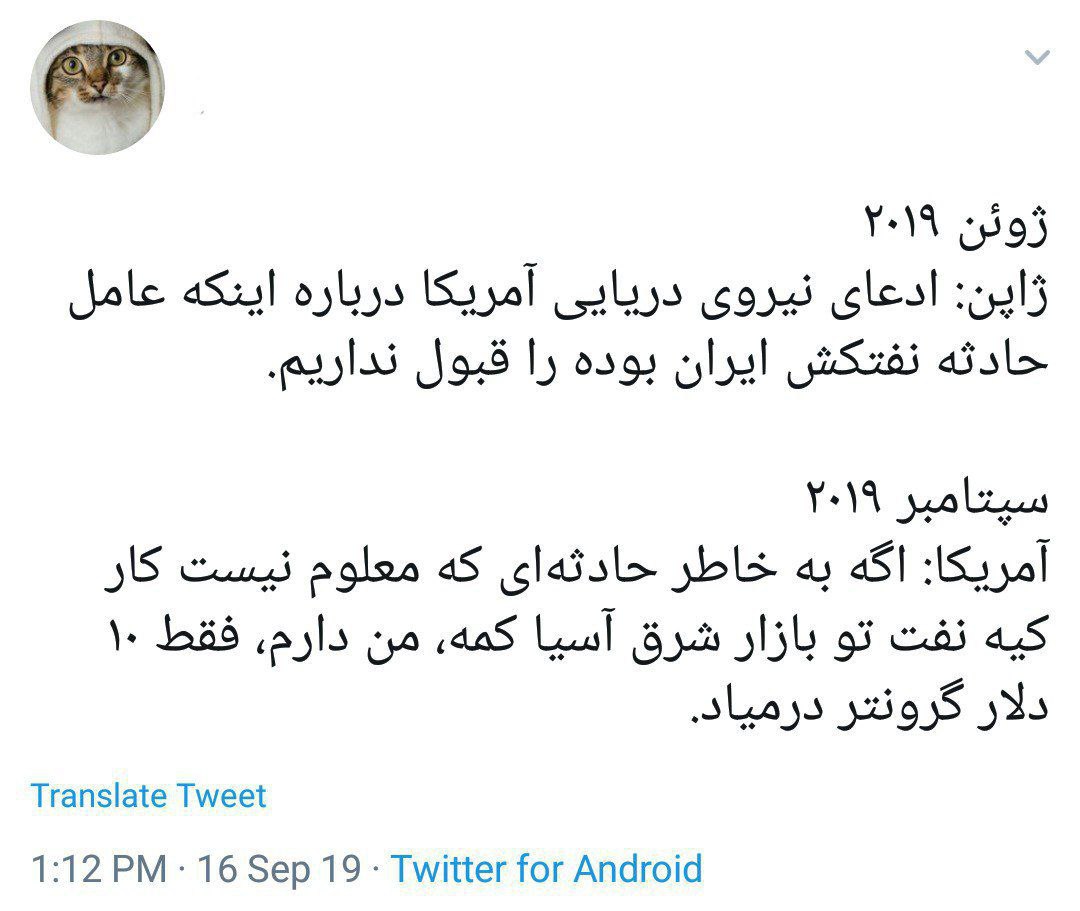 ژوئن ۲۰۱۹
ژاپن: ادعای نیروی دریایی آمریکا درباره اینکه عامل
حادثه نفتکش ایران بوده را قبول نداریم.
سپتامبر ۲۰۱۹
آمریکا: اگه به خاطر حادثه‌ای که معلوم نیست کار
کیه نفت تو بازار شرق آسیا کمه، من دارم، فقط ۱۰
دلار گرونتر درمیاد.
Translate Tweet
1:12 PM · 16 Sep 19 · Twitter for Android